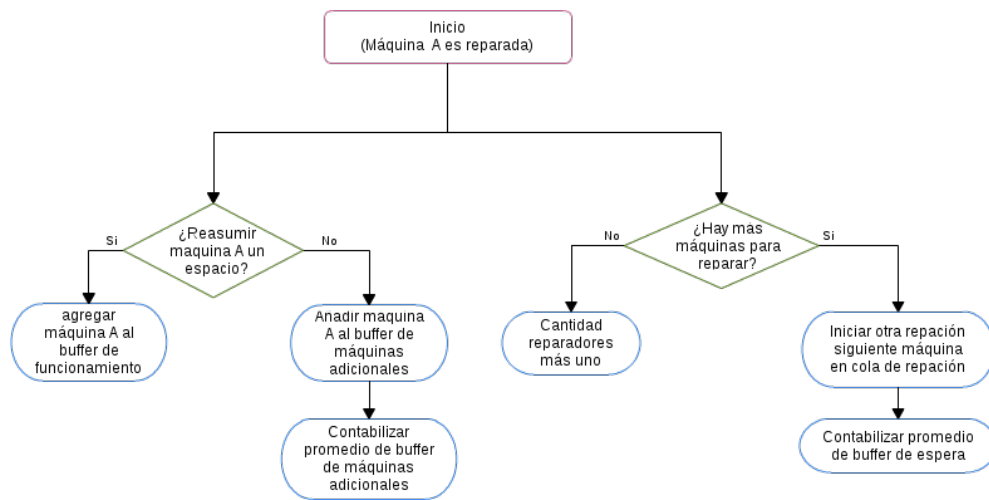 Inicio
(Máquina A es reparada)
¿Reasumir
maquina A un
espacio?
Si
No
¿Hay mas
máquinas para
reparar?
No
Si
agregar
máquina A al
buffer de
funcionamiento
Añadir maquina
A al buffer de
máquinas
adicionales
Cantidad
reparadores
más uno
Iniciar otra repación
siguiente máquina
en cola de repación
Contabilizar
promedio de buffer
de máquinas
adicionales
Contabilizar promedio
de buffer de espera